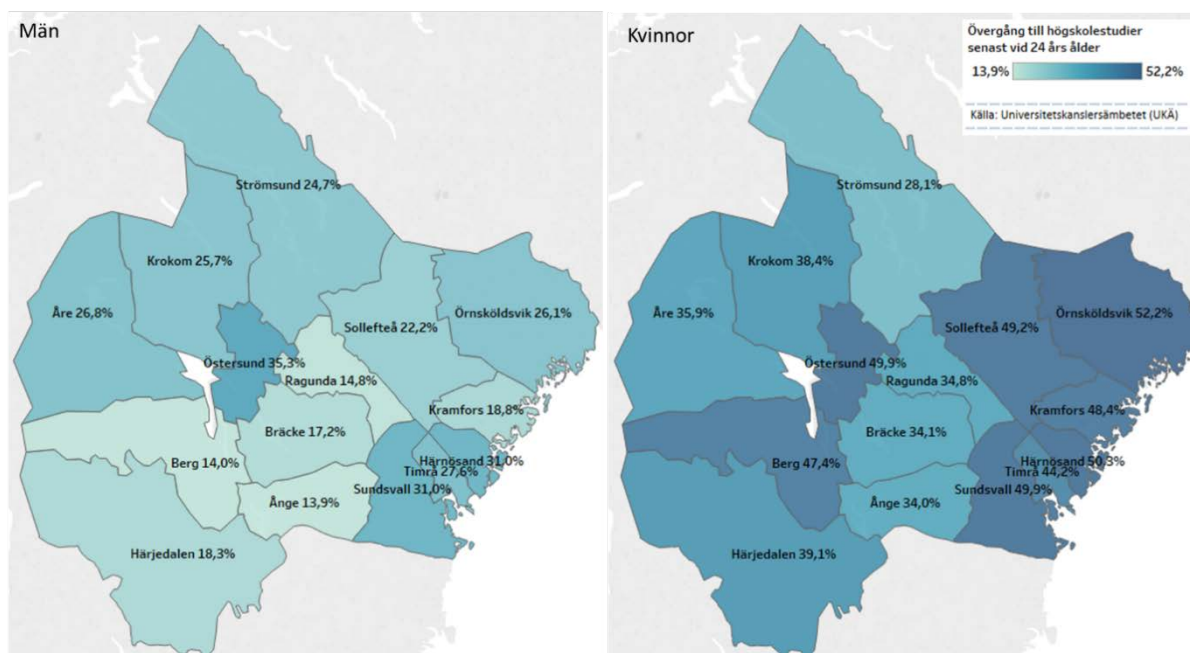 Män
Strömsund 24,7%
Krokom 25,7%
Åre 26,8%
Örnsköldsvik 26,1%
Sollefteå 22,2%
Östersund 35,3%
Ragunda 14,8%
Kramfors 18,8%
Bräcke 17,2%
Berg 14,0%
Härnösand 31,0%
Timrå 27,6%
Sundsvall 31,0%
Ånge 13,9%
Härjedalen 18,3%
Kvinnor
Övergång till högskolestudier
senast vid 24 års ålder
13,9% 52,2%
Källa: Universitetskanslersämbetet (UKÄ)
Strömsund 28,1%
Krokom 38,4%
Åre 35,9%
Örnsköldsvik 52,2%
Sollefteå 49,2%
Östersund 49,9%
Ragunda 34,8%
Kramfors 48,4%
Bräcke 34,1%
Berg 47,4%
Härnösand 50,3%
Timrå 44,2%
Sundsvall 49,9%
Ånge 34,0%
Härjedalen 39,1%